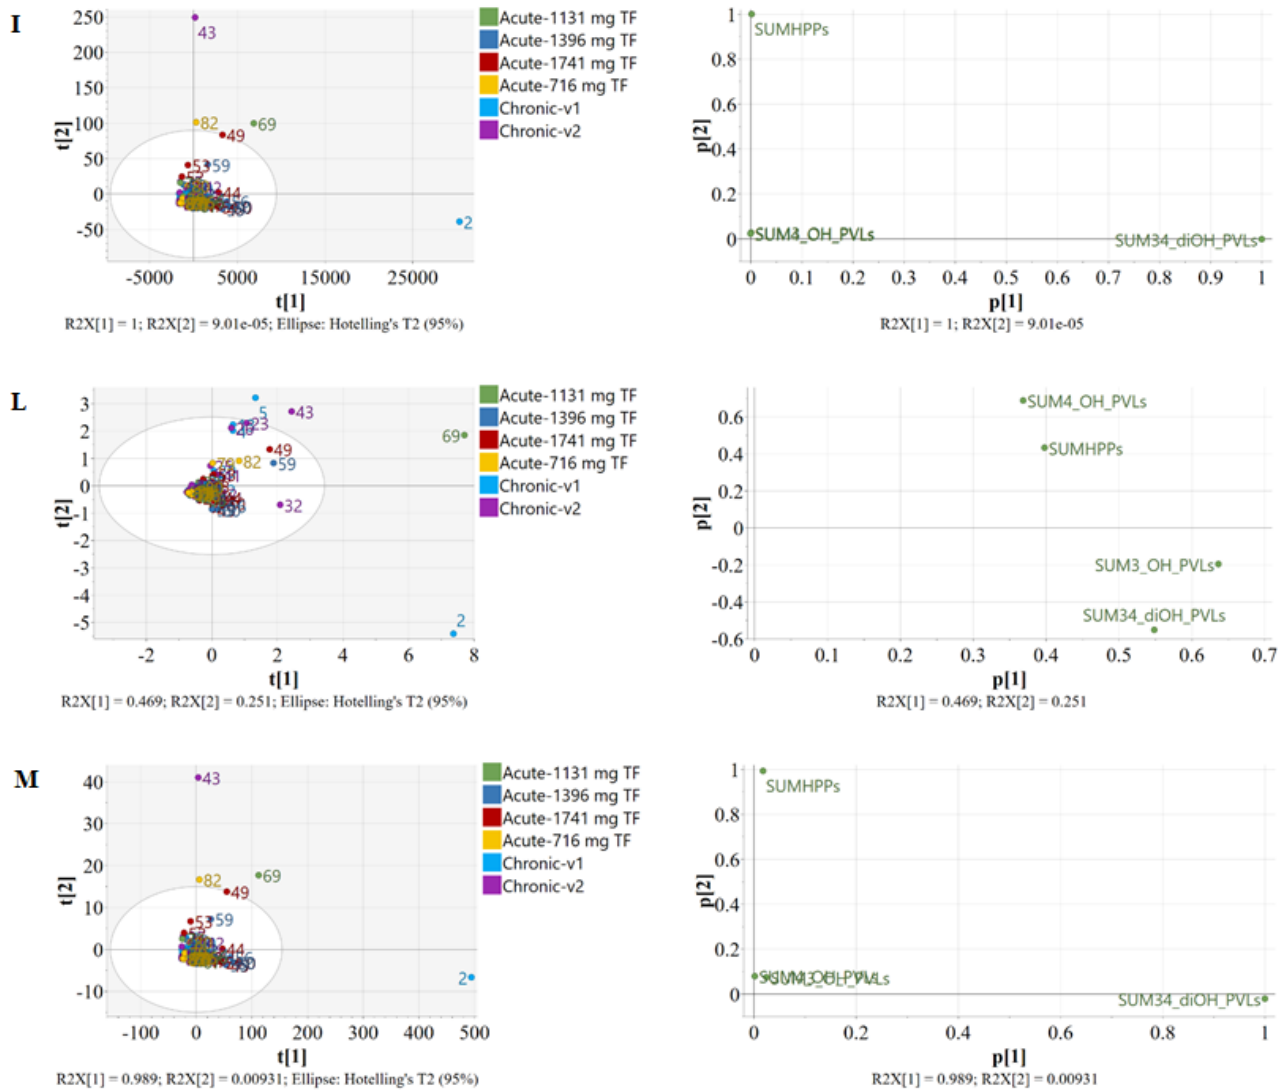 I
250
200
150
100
50
0
-50
t[2]
43
82
69
49
53
59
44
2
-5000
5000
15000
25000
t[1]
R2X[1] = 1; R2X[2] = 9.01e-05; Ellipse: Hotelling's T2 (95%)
Acute-1131 mg TF
Acute-1396 mg TF
Acute-1741 mg TF
Acute-716 mg TF
Chronic-v1
Chronic-v2
1
0.8
0.6
0.4
0.2
0
p[2]
SUMHPPs
SUM34_diOH_PVLs
0
0.1
0.2
0.3
0.4
0.5
0.6
0.7
0.8
0.9
1
p[1]
R2X[1] = 1; R2X[2] = 9.01e-05
L
3
2
1
0
-1
-2
-3
-4
-5
t[2]
5
43
23
69
49
82
59
32
2
-2
0
2
4
6
8
t[1]
R2X[1] = 0.469; R2X[2] = 0.251; Ellipse: Hotelling's T2 (95%)
Acute-1131 mg TF
Acute-1396 mg TF
Acute-1741 mg TF
Acute-716 mg TF
Chronic-v1
Chronic-v2
0.6
0.4
0.2
0
-0.2
-0.4
-0.6
p[2]
SUM4_OH_PVLs
SUMHPPs
SUM3_OH_PVLs
SUM34_diOH_PVLs
0
0.1
0.2
0.3
0.4
0.5
0.6
0.7
p[1]
R2X[1] = 0.469; R2X[2] = 0.251
M
40
30
20
10
0
-10
t[2]
43
82
69
49
53
59
44
2
-100
0
100
200
300
400
500
t[1]
R2X[1] = 0.989; R2X[2] = 0.00931; Ellipse: Hotelling's T2 (95%)
Acute-1131 mg TF
Acute-1396 mg TF
Acute-1741 mg TF
Acute-716 mg TF
Chronic-v1
Chronic-v2
1
0.8
0.6
0.4
0.2
0
p[2]
SUMHPPs
SUM34_diOH_PVLs
0
0.2
0.4
0.6
0.8
1
p[1]
R2X[1] = 0.989; R2X[2] = 0.00931